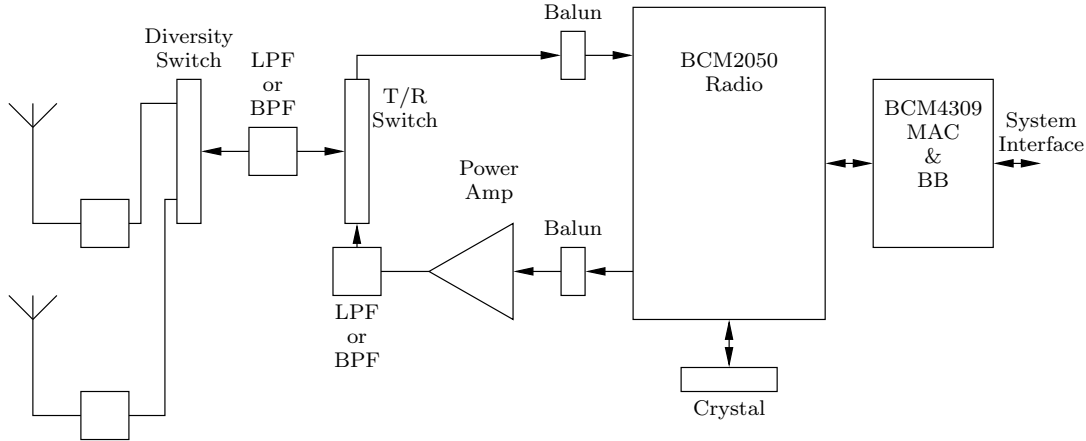 Balun
Diversity
Switch
LPF
or
BPF
T/R
Switch
BCM2050
Radio
BCM4309
MAC
&
BB
System
Interface
Power
Amp
Balun
LPF
or
BPF
Crystal